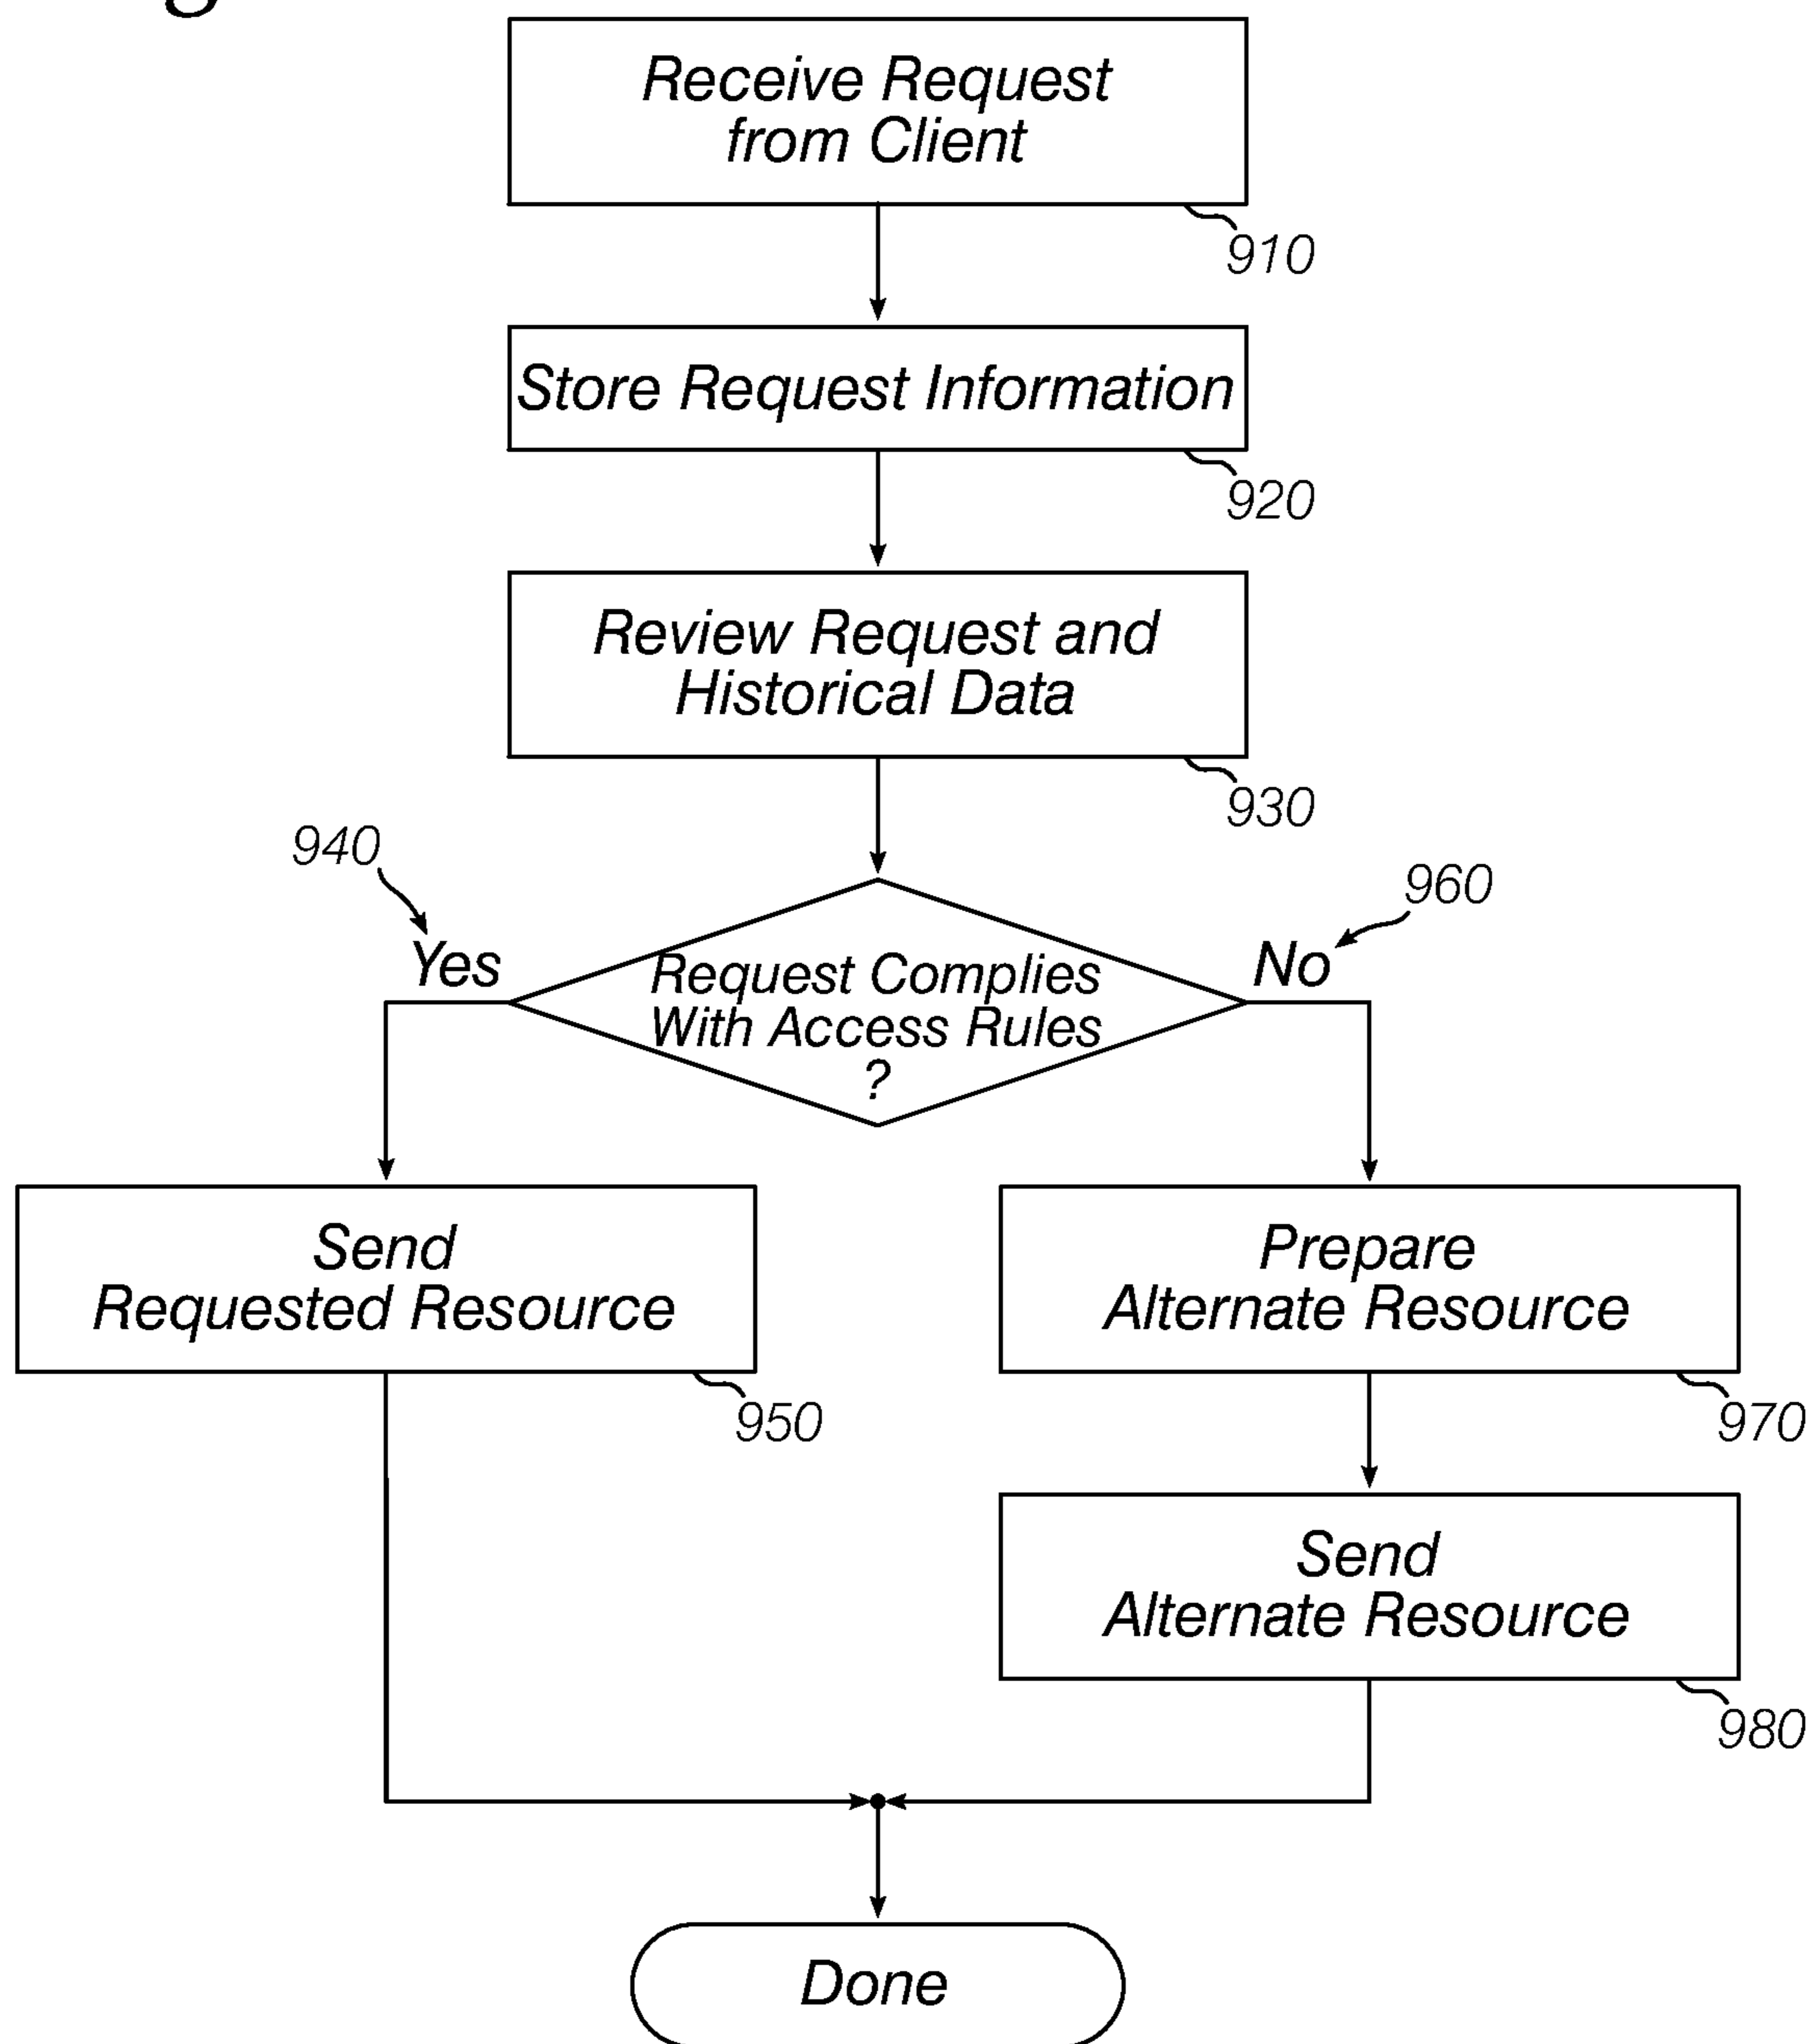 Receive Request
from Client
910
Store Request Information
920
Review Request and
Historical Data
930
940
960
Yes
No
Request Complies
With Access Rules
?
Send
Requested Resource
950
Prepare
Alternate Resource
970
Send
Alternate Resource
980
Done